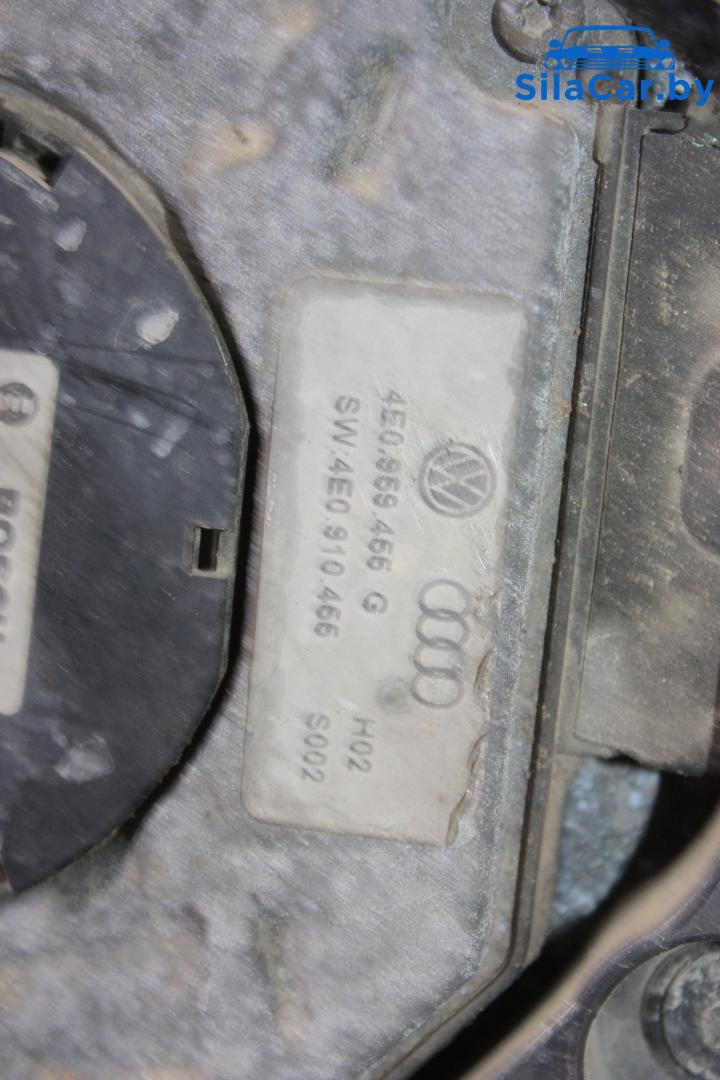 SilaCar.by
4E0.959.455 G H02
SW:4E0.910.455 S002
BOSCH